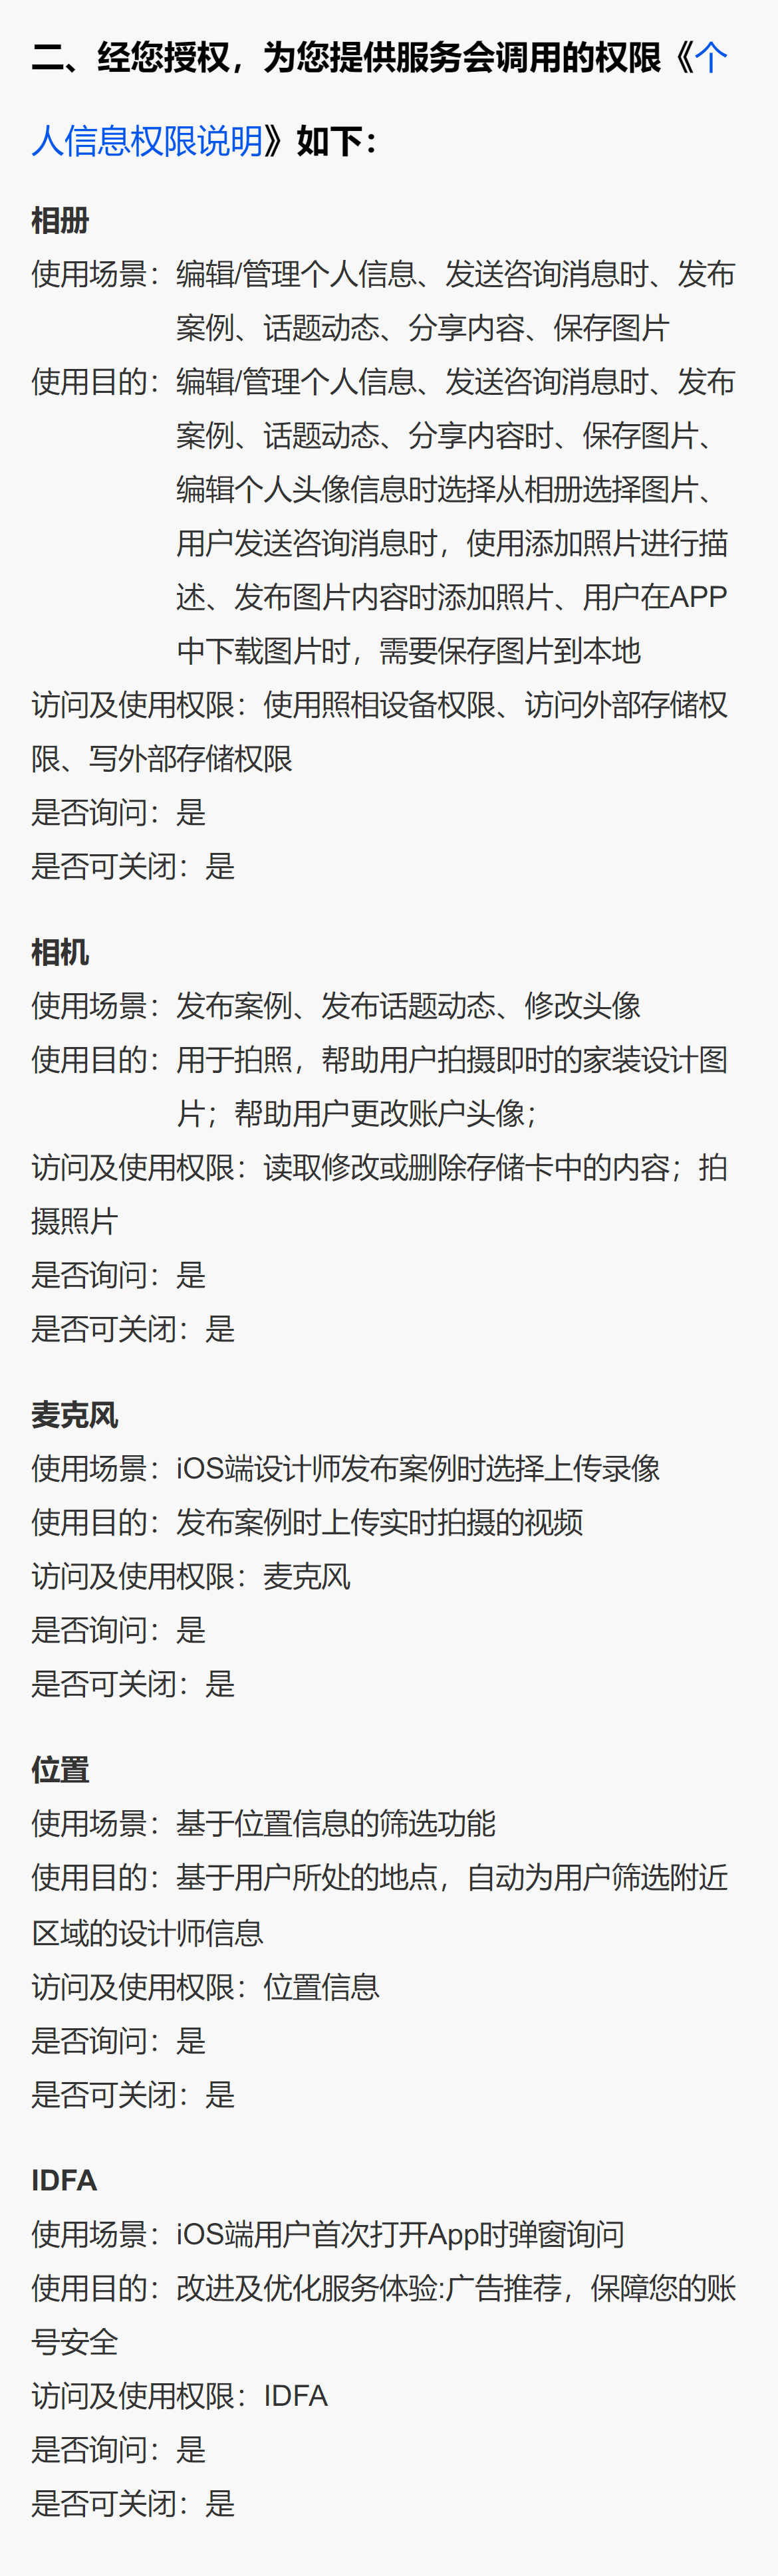 二、经您授权，为您提供服务会调用的权限《个
人信息权限说明》如下：
相册
使用场景：编辑/管理个人信息、发送咨询消息时、发布
案例、话题动态、分享内容、保存图片
使用目的：编辑/管理个人信息、发送咨询消息时、发布
案例、话题动态、分享内容时、保存图片、
编辑个人头像信息时选择从相册选择图片、
用户发送咨询消息时，使用添加照片进行描
述、发布图片内容时添加照片、用户在APP
中下载图片时，需要保存图片到本地
访问及使用权限：使用照相设备权限、访问外部存储权
限、写外部存储权限
是否询问：是
是否可关闭：是
相机
使用场景：发布案例、发布话题动态、修改头像
使用目的：用于拍照，帮助用户拍摄即时的家装设计图
片；帮助用户更改账户头像；
访问及使用权限：读取修改或删除存储卡中的内容；拍
摄照片
是否询问：是
是否可关闭：是
麦克风
使用场景：iOS端设计师发布案例时选择上传录像
使用目的：发布案例时上传实时拍摄的视频
访问及使用权限：麦克风
是否询问：是
是否可关闭：是
位置
使用场景：基于位置信息的筛选功能
使用目的：基于用户所处的地点，自动为用户筛选附近
区域的设计师信息
访问及使用权限：位置信息
是否询问：是
是否可关闭：是
IDFA
使用场景：iOS端用户首次打开App时弹窗询问
使用目的：改进及优化服务体验:广告推荐，保障您的账
号安全
访问及使用权限：IDFA
是否询问：是
是否可关闭：是